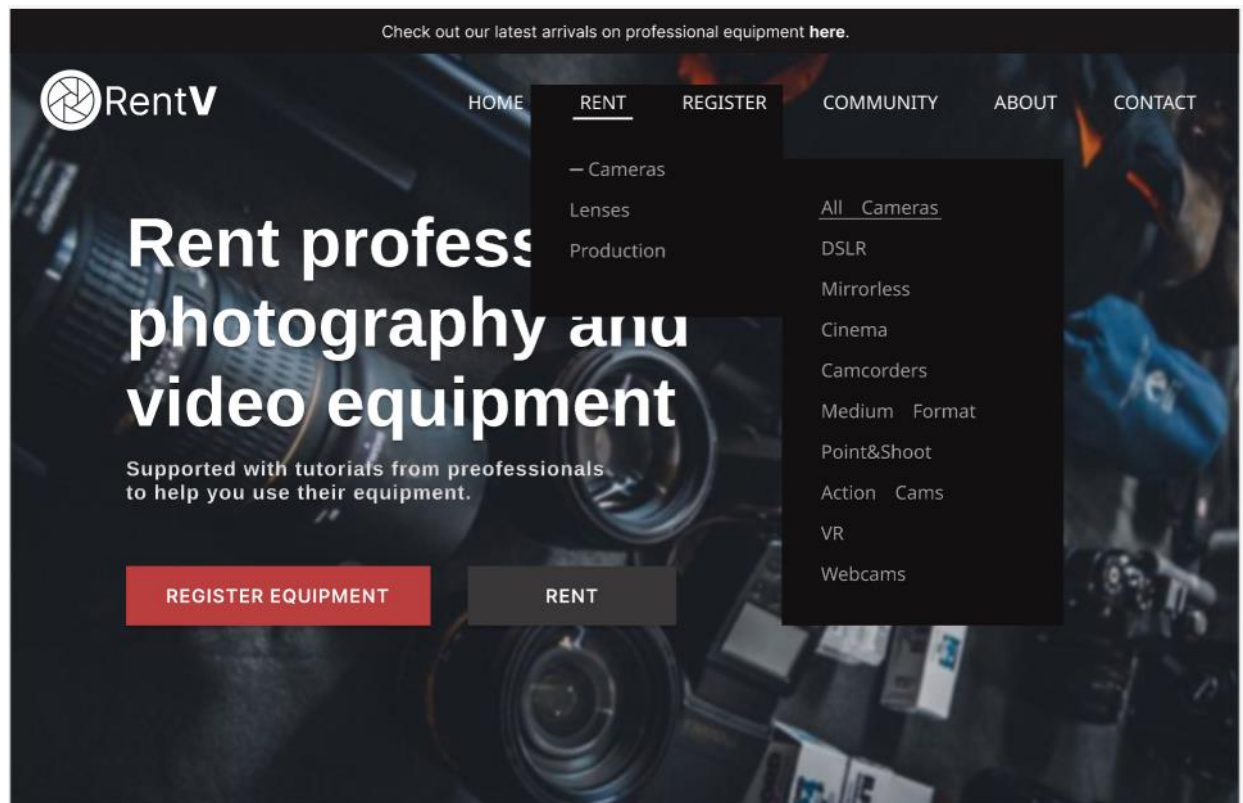 Check out our latest arrivals on professional equipment here.
RentV
HOME RENT REGISTER COMMUNITY ABOUT CONTACT
— Cameras
Lenses
Production
All Cameras
DSLR
Mirrorless
Cinema
Camcorders
Medium Format
Point&Shoot
Action Cams
VR
Webcams
Rent profess
photography and
video equipment
Supported with tutorials from preofessionals
to help you use their equipment.
REGISTER EQUIPMENT RENT